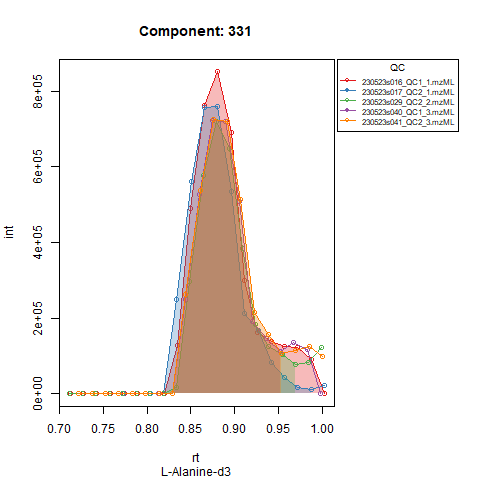 Component: 331
QC
230523s016_QC1_1.mzML
230523s017_QC2_1.mzML
230523s029_QC2_2.mzML
230523s040_QC1_3.mzML
230523s041_QC2_3.mzML
int
8e+05
6e+05
4e+05
2e+05
0e+00
0.70 0.75 0.80 0.85 0.90 0.95 1.00
rt
L-Alanine-d3